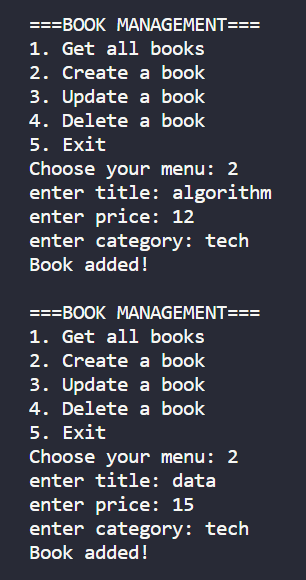 ===BOOK MANAGEMENT===
1. Get all books
2. Create a book
3. Update a book
4. Delete a book
5. Exit
Choose your menu: 2
enter title: algorithm
enter price: 12
enter category: tech
Book added!

===BOOK MANAGEMENT===
1. Get all books
2. Create a book
3. Update a book
4. Delete a book
5. Exit
Choose your menu: 2
enter title: data
enter price: 15
enter category: tech
Book added!